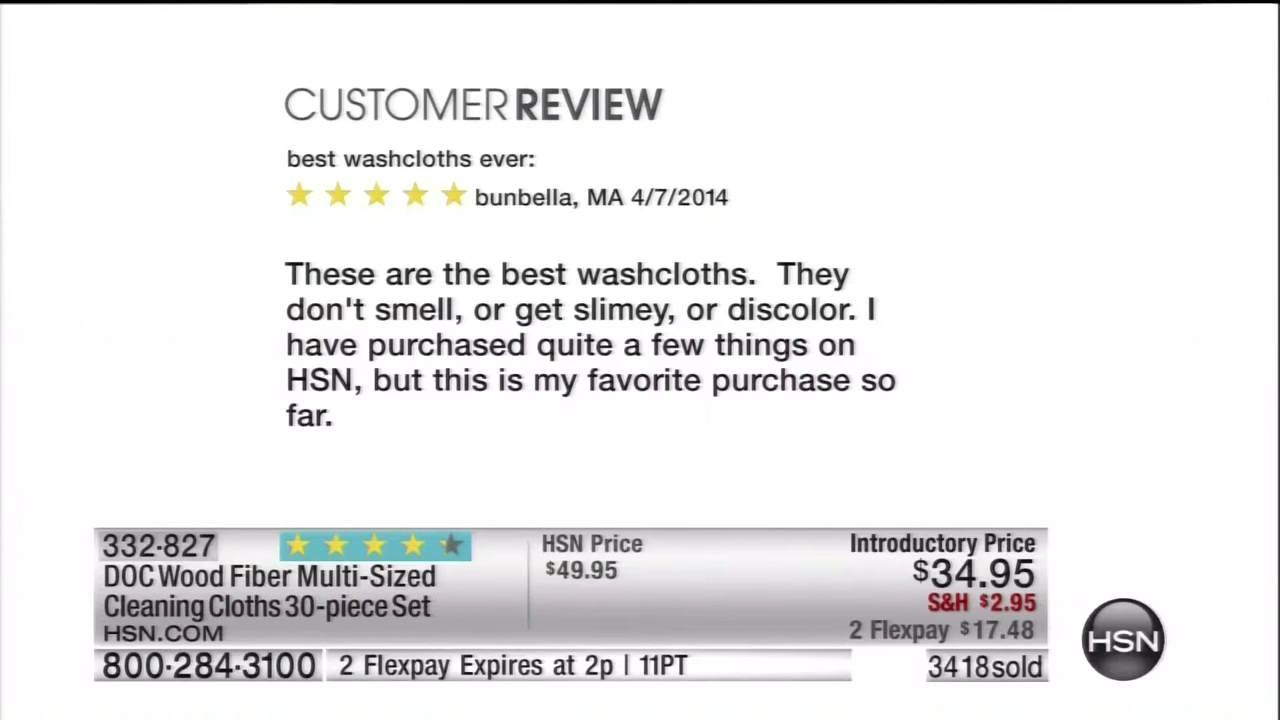 CUSTOMER REVIEW
best washcloths ever:
bunbella, MA 4/7/2014
These are the best washcloths. They
don't smell, or get slimey, or discolor. I
have purchased quite a few things on
HSN, but this is my favorite purchase so
far.
332-827
DOC Wood Fiber Multi-Sized
Cleaning Cloths 30-piece Set
HSN.COM
800-284-3100
HSN Price
$49.95
Introductory Price
$34.95
S&H $2.95
2 Flexpay $17.48
2 Flexpay Expires at 2p | 11PT
3418sold
HSN